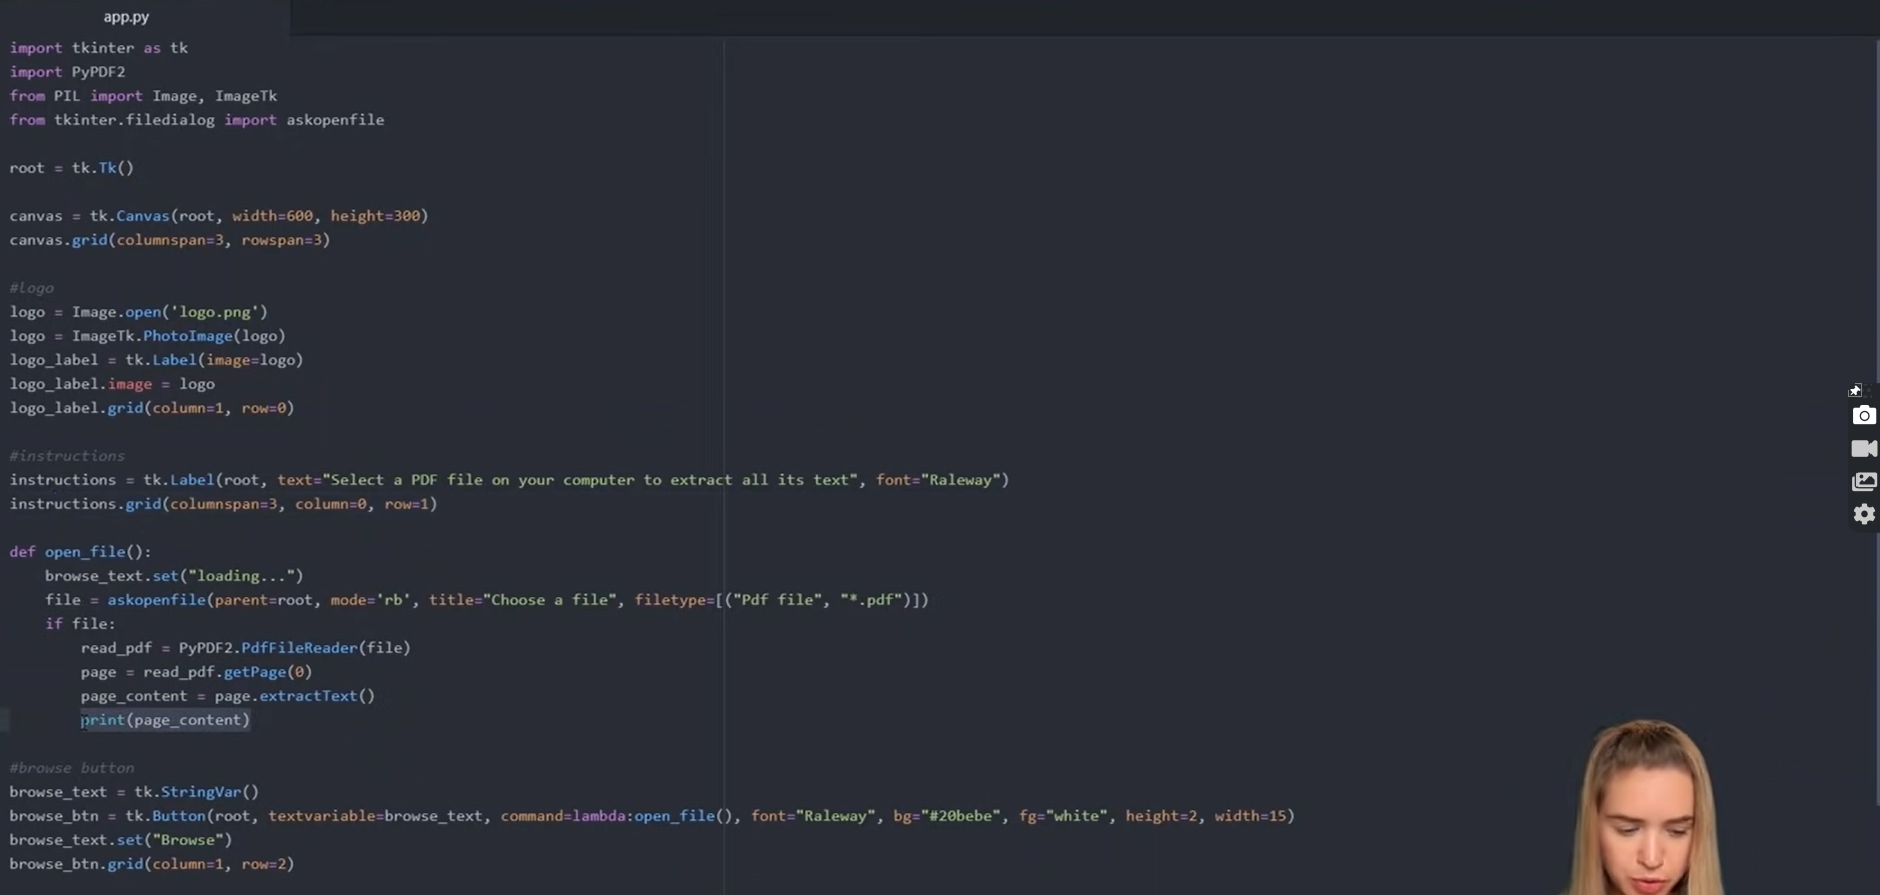 app.py
import tkinter as tk
import PyPDF2
from PIL import Image, ImageTk
from tkinter.filedialog import askopenfile
root = tk.Tk()
canvas = tk.Canvas(root, width=600, height=300)
canvas.grid(columnspan=3, rowspan=3)
#logo
logo = Image.open('logo.png')
logo = ImageTk.PhotoImage(logo)
logo_label = tk.Label(image=logo)
logo_label.image = logo
logo_label.grid(column=1, row=0)
#instructions
instructions = tk.Label(root, text="Select a PDF file on your computer to extract all its text", font="Raleway")
instructions.grid(columnspan=3, column=0, row=1)
def open_file():
    browse_text.set("loading...")
    file = askopenfile(parent=root, mode='rb', title="Choose a file", filetype=[("Pdf file", "*.pdf")])
    if file:
        read_pdf = PyPDF2.PdfFileReader(file)
        page = read_pdf.getPage(0)
        page_content = page.extractText()
        print(page_content)
#browse button
browse_text = tk.StringVar()
browse_btn = tk.Button(root, textvariable=browse_text, command=lambda:open_file(), font="Raleway", bg="#20bebe", fg="white", height=2, width=15)
browse_text.set("Browse")
browse_btn.grid(column=1, row=2)